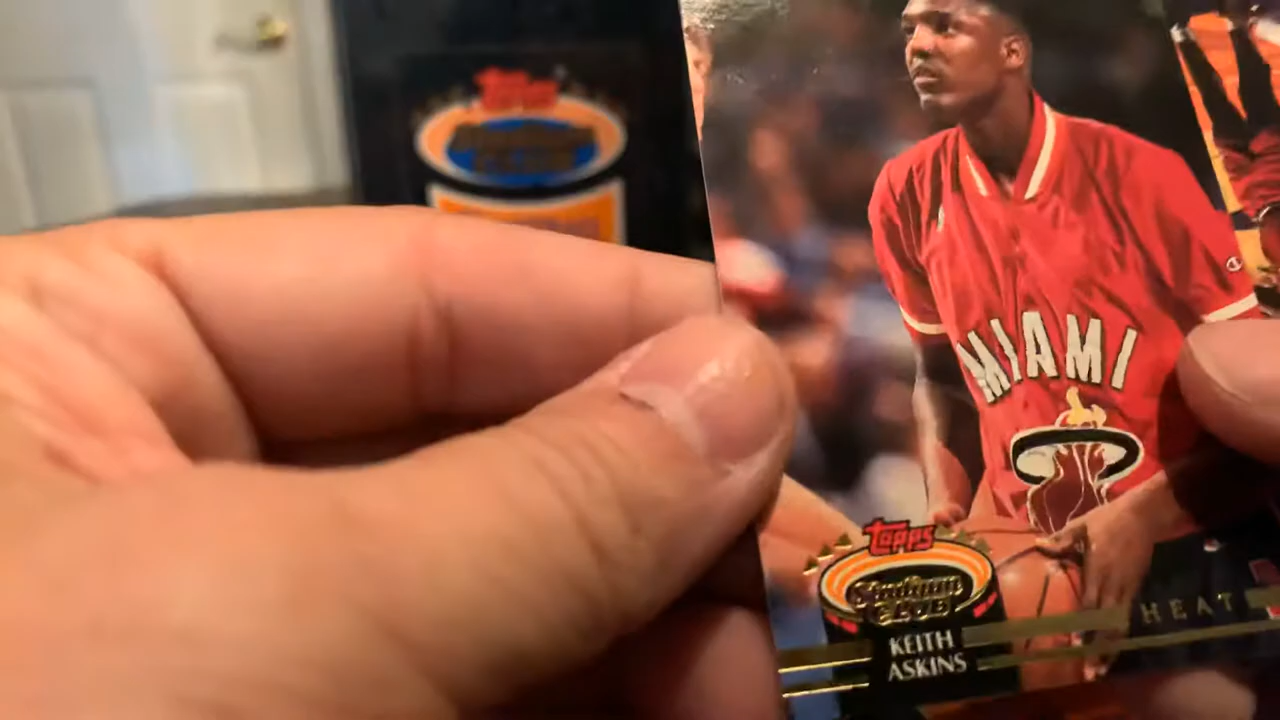 Topps
MIAMI
Topps
Stadium
CLUB
KEITH
ASKINS
HEAT